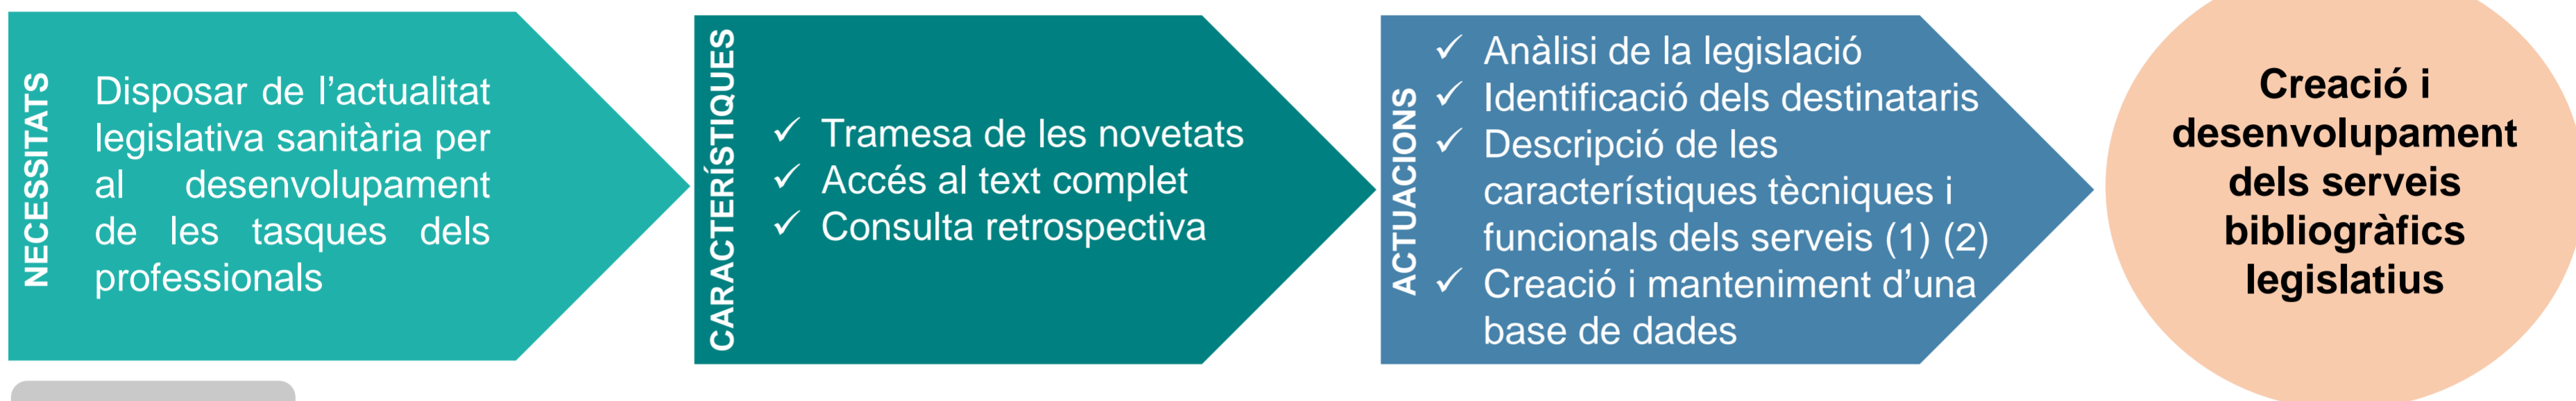 NECESSITATS
Disposar de l’actualitat
legislativa sanitària per
al desenvolupament
de les tasques dels
professionals
CARACTERÍSTIQUES
✓ Tramesa de les novetats
✓ Accés al text complet
✓ Consulta retrospectiva
ACTUACIONS
✓ Anàlisi de la legislació
✓ Identificació dels destinataris
✓ Descripció de les
característiques tècniques i
funcionals dels serveis (1) (2)
✓ Creació i manteniment d’una
base de dades
Creació i
desenvolupament
dels serveis
bibliogràfics
legislatius